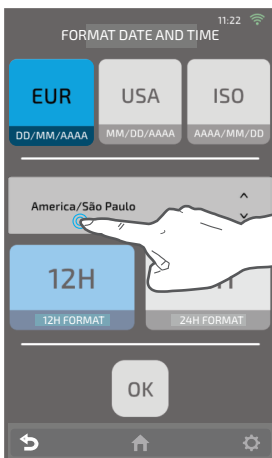 11:22
FORMAT DATE AND TIME
EUR USA ISO
DD/MM/AAAA MM/DD/AAAA AAAA/MM/DD
America/São Paulo
12H
12H FORMAT 24H FORMAT
OK